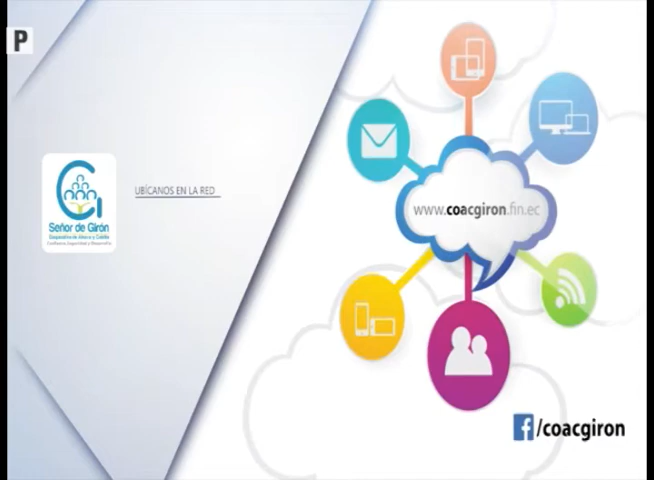 P
Señor de Girón
Cooperativa de Ahorro y Crédito
Confianza, Seguridad y Desarrollo
UBÍCANOS EN LA RED
www.coacgiron.fin.ec
f/coacgiron